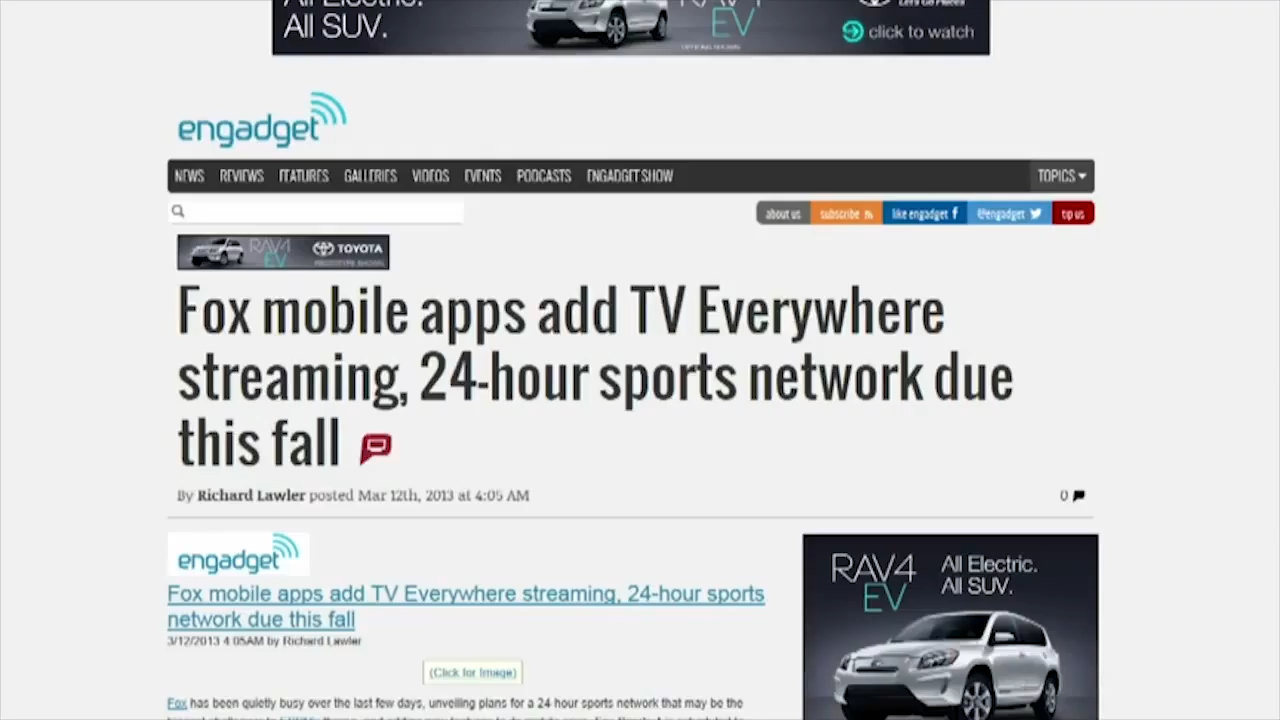 All Electric.
All SUV.
RAV4
EV
click to watch
engadget
NEWS REVIEWS FEATURES GALLERIES VIDEOS EVENTS PODCASTS ENGADGET SHOW TOPICS
about us subscribe like engadget f @engadget tip us
RAV4
EV
TOYOTA
Fox mobile apps add TV Everywhere
streaming, 24-hour sports network due
this fall
By Richard Lawler posted Mar 12th, 2013 at 4:05 AM
0
engadget
Fox mobile apps add TV Everywhere streaming, 24-hour sports
network due this fall
3/12/2013 4:05AM by Richard Lawler
(Click for Image)
Fox has been quietly busy over the last few days, unveiling plans for a 24 hour sports network that may be the
RAV4
EV
All Electric.
All SUV.